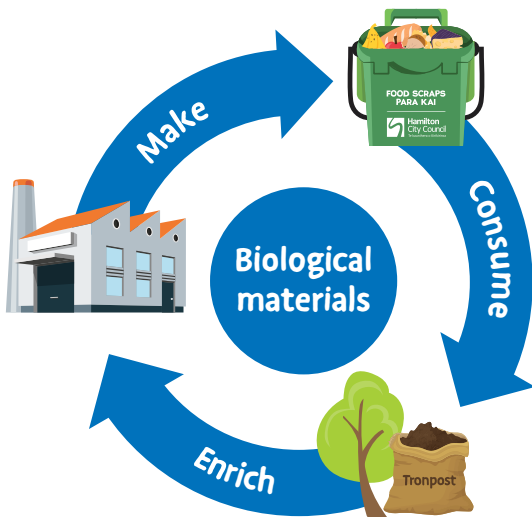 Make
FOOD SCRAPS
PARA KAI
Hamilton
City Council
Consume
Biological
materials
Enrich
Tronpost